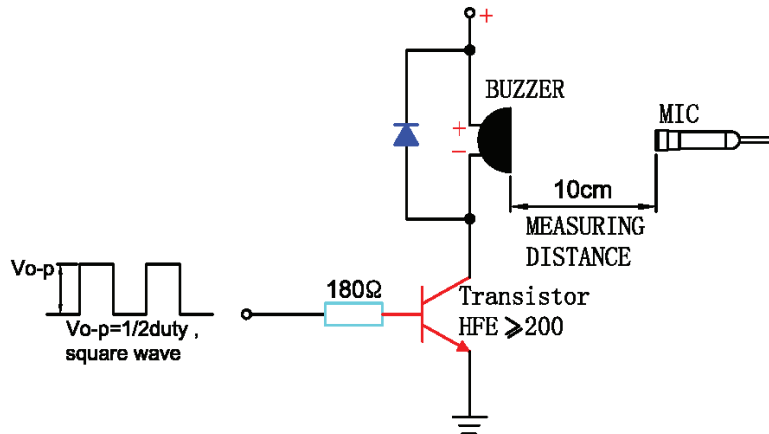 +
BUZZER
MIC
+
−
10cm
MEASURING
DISTANCE
Vo-p
180Ω
Transistor
HFE ⩾200
Vo-p=1/2duty ,
square wave